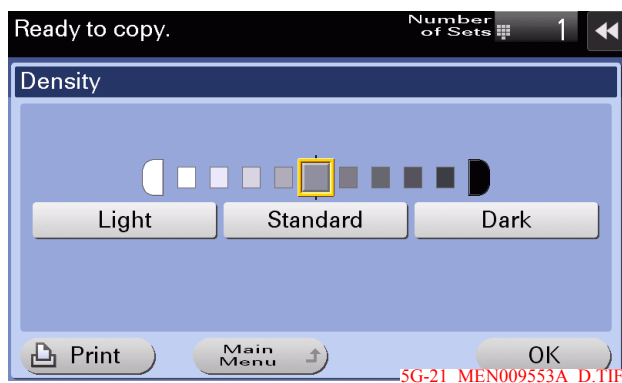 Ready to copy.
Number of Sets 1
Density
Light Standard Dark
Print Main Menu OK
5G-21 MEN009553A D.TIF